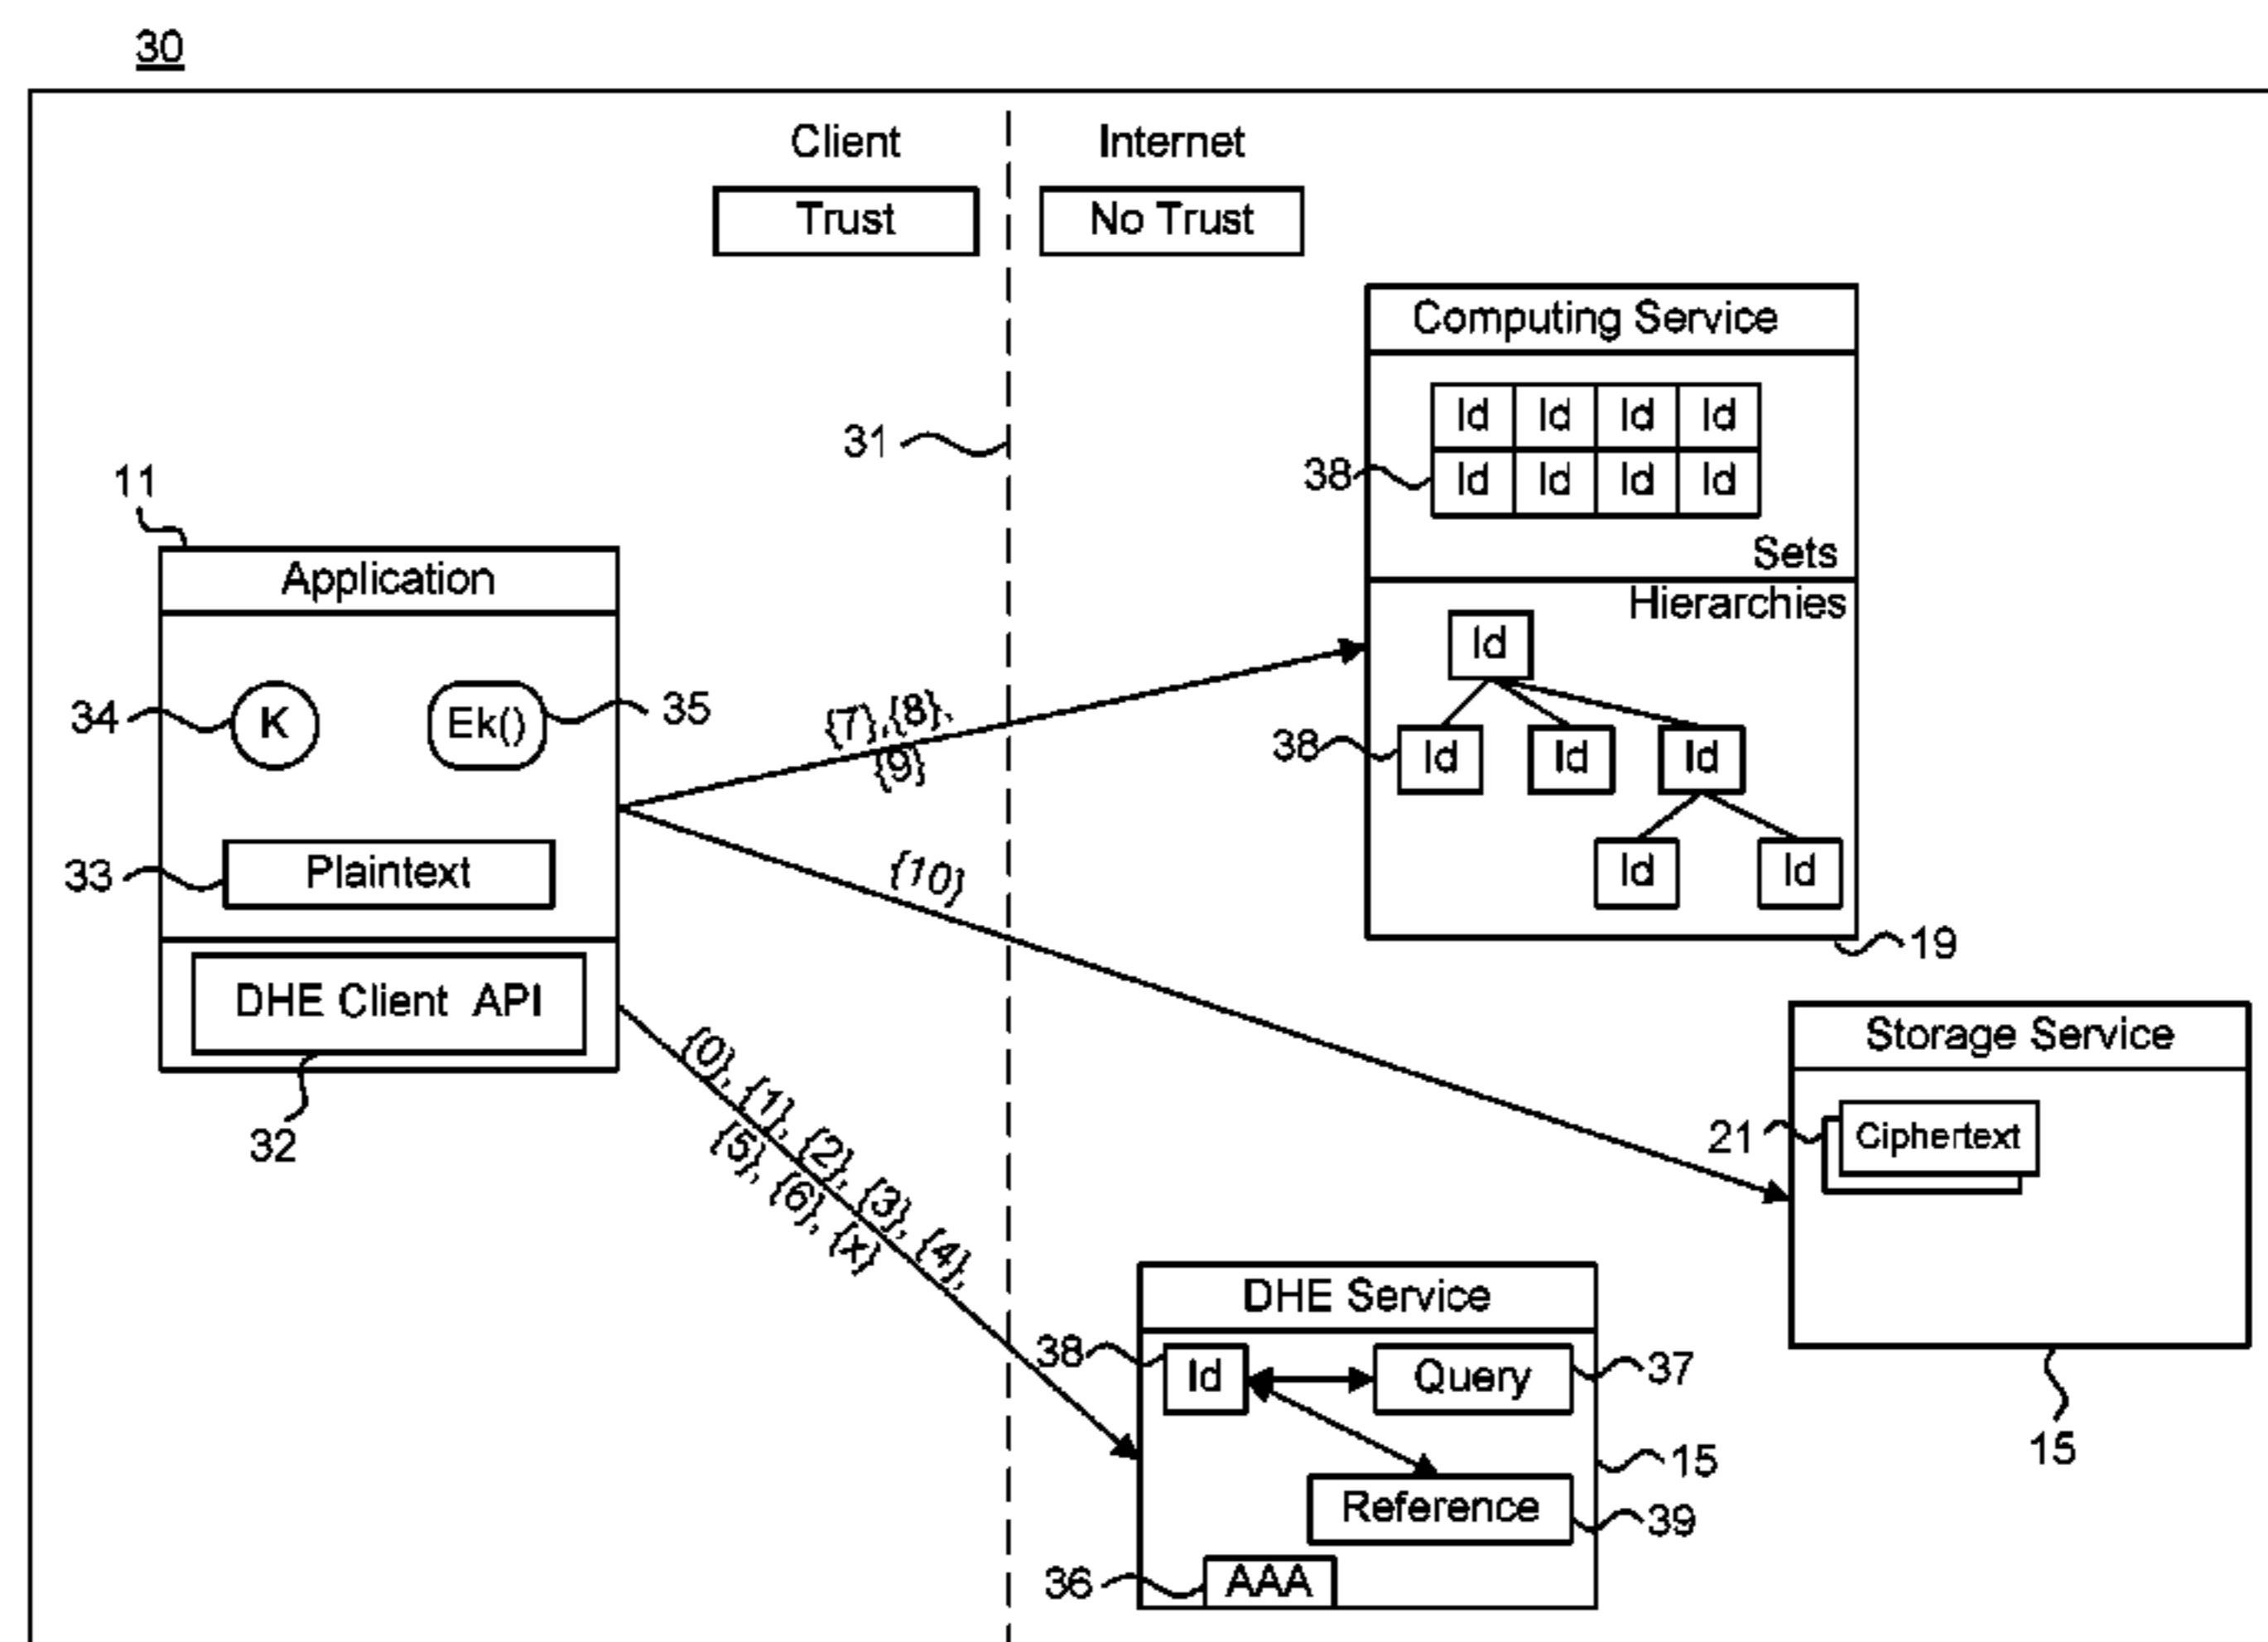 30
Client
Internet
Trust
No Trust
Computing Service
Id Id Id Id
31
38
Id Id Id Id
Sets
11
Application
Hierarchies
Id
34
K
Ek()
35
{7},{8},
{9}
38
Id
Id
Id
33
Plaintext
{10}
Id
Id
19
DHE Client API
32
Storage Service
{0}, {1}, {2}, {3}, {4},
{5}, {6}, {x}
21
Ciphertext
DHE Service
38
Id
Query
37
15
15
Reference
39
36
AAA